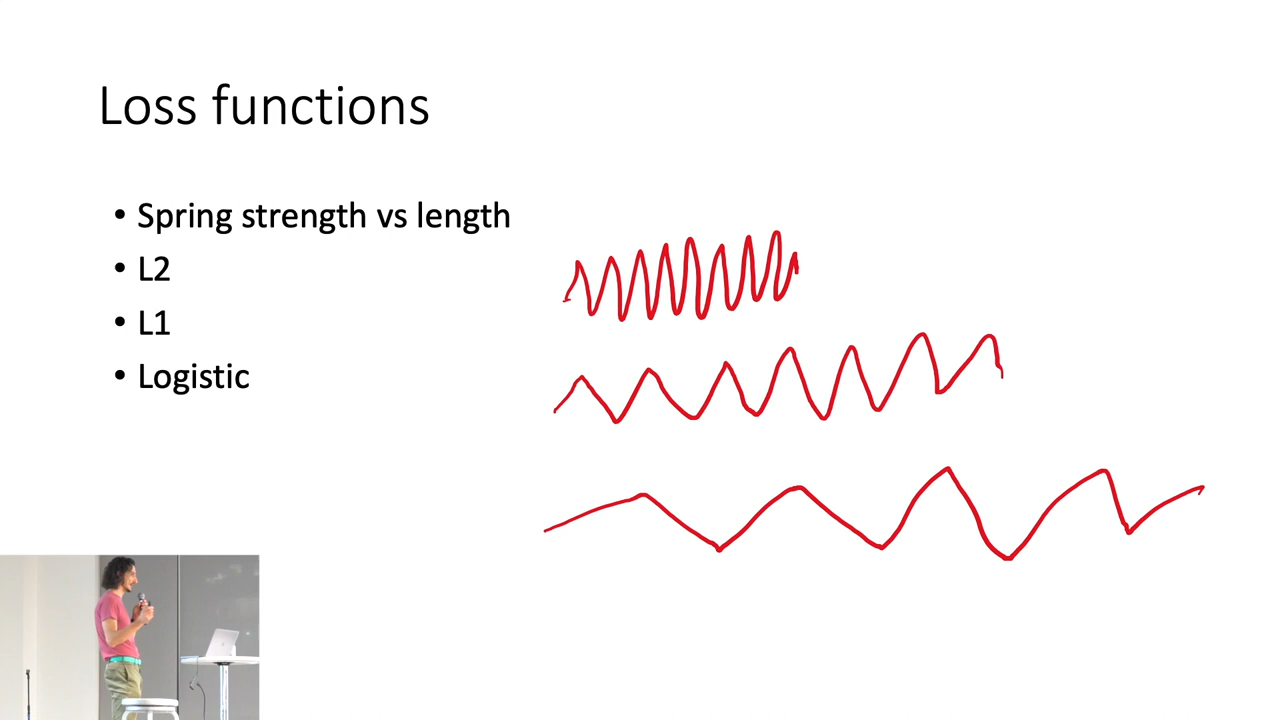 Loss functions
• Spring strength vs length
• L2
• L1
• Logistic